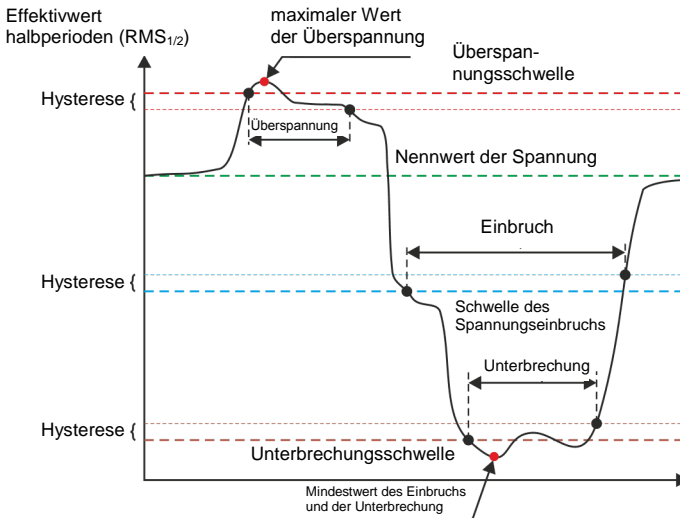 Effektivwert
halbperioden (RMS1/2)
maximaler Wert
der Überspannung
Überspan-
nungsschwelle
Hysterese {
Überspannung
Nennwert der Spannung
Einbruch
Hysterese {
Schwelle des
Spannungseinbruchs
Unterbrechung
Hysterese {
Unterbrechungsschwelle
Mindestwert des Einbruchs
und der Unterbrechung